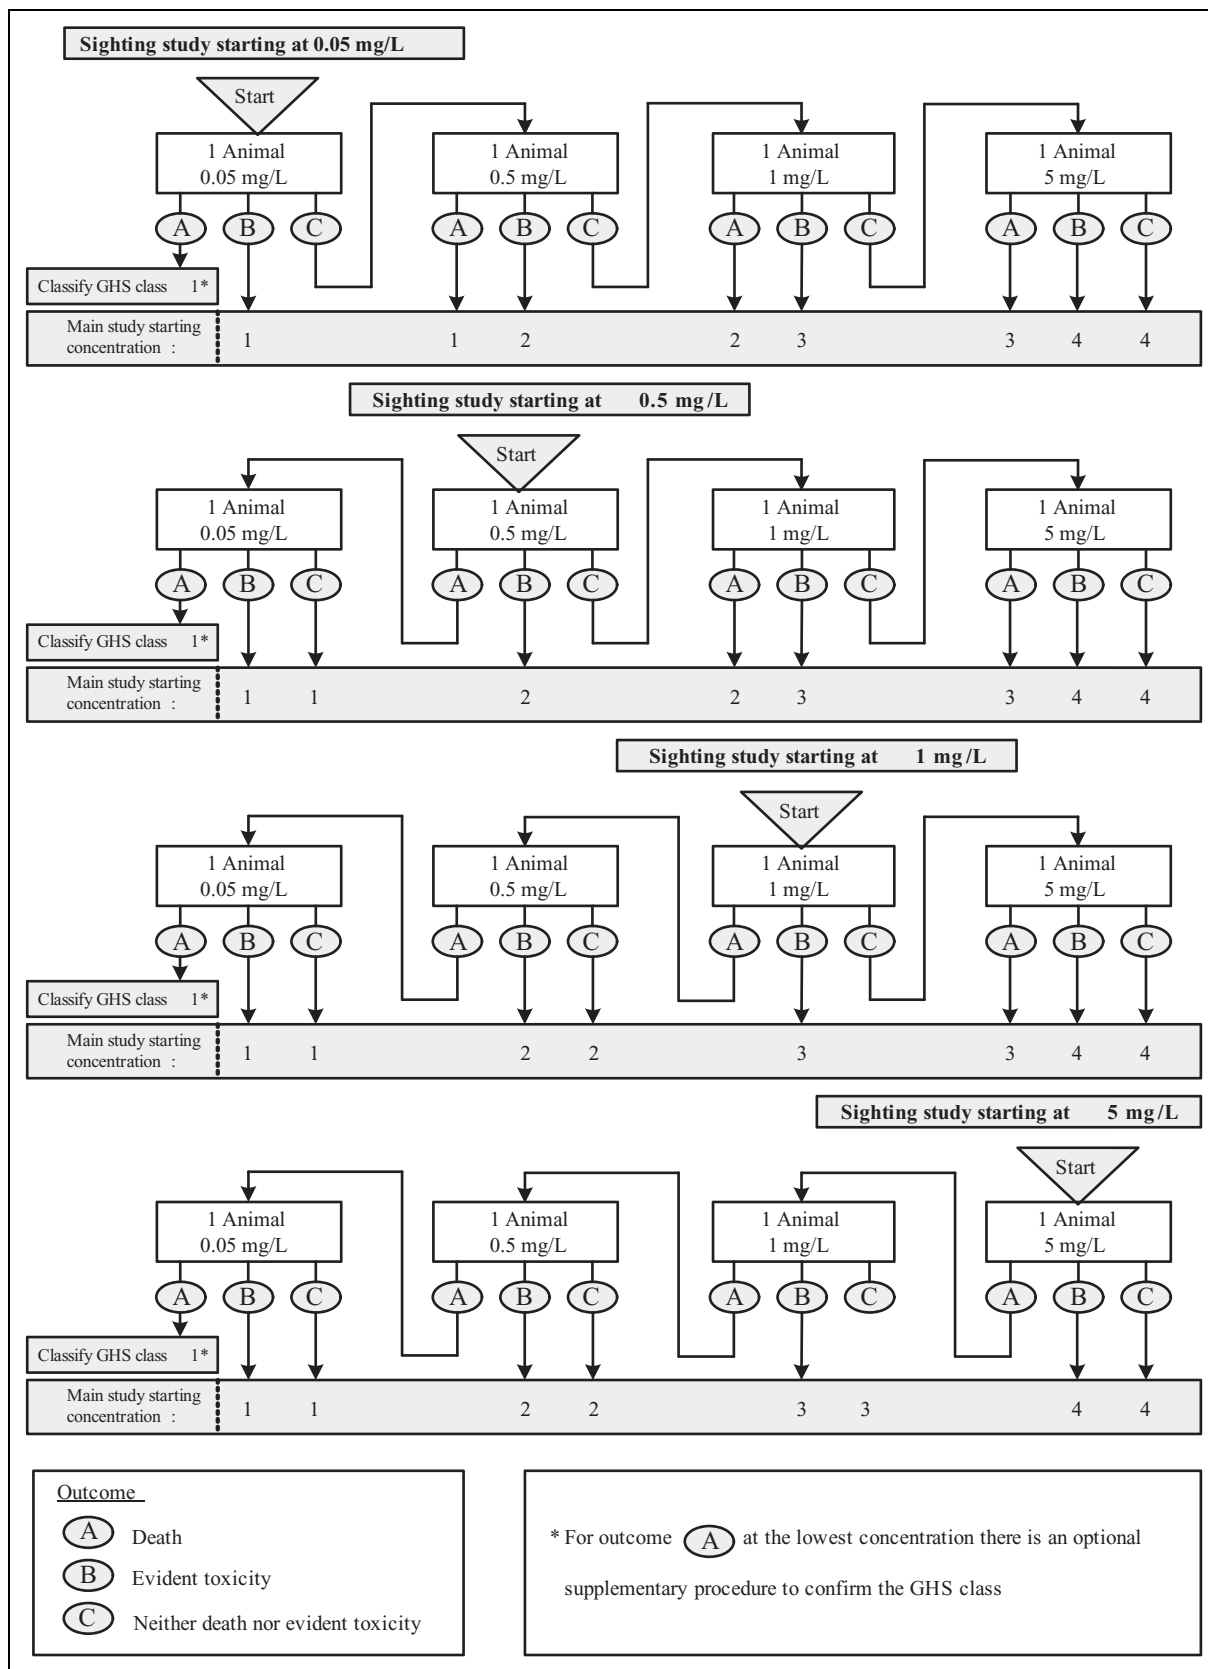 Sighting study starting at 0.05 mg/L
Start
1 Animal 1 Animal 1 Animal 1 Animal
0.05 mg/L 0.5 mg/L 1 mg/L 5 mg/L
A B C A B C A B C A B C
Classify GHS class 1*
Main study starting
concentration : 1 1 2 2 3 3 4 4
Sighting study starting at 0.5 mg/L
Start
1 Animal 1 Animal 1 Animal 1 Animal
0.05 mg/L 0.5 mg/L 1 mg/L 5 mg/L
A B C A B C A B C A B C
Classify GHS class 1*
Main study starting
concentration : 1 1 2 2 3 3 4 4
Sighting study starting at 1 mg/L
Start
1 Animal 1 Animal 1 Animal 1 Animal
0.05 mg/L 0.5 mg/L 1 mg/L 5 mg/L
A B C A B C A B C A B C
Classify GHS class 1*
Main study starting
concentration : 1 1 2 2 3 3 4 4
Sighting study starting at 5 mg/L
Start
1 Animal 1 Animal 1 Animal 1 Animal
0.05 mg/L 0.5 mg/L 1 mg/L 5 mg/L
A B C A B C A B C A B C
Classify GHS class 1*
Main study starting
concentration : 1 1 2 2 3 3 4 4
Outcome
A Death
B Evident toxicity
C Neither death nor evident toxicity
* For outcome A at the lowest concentration there is an optional
supplementary procedure to confirm the GHS class